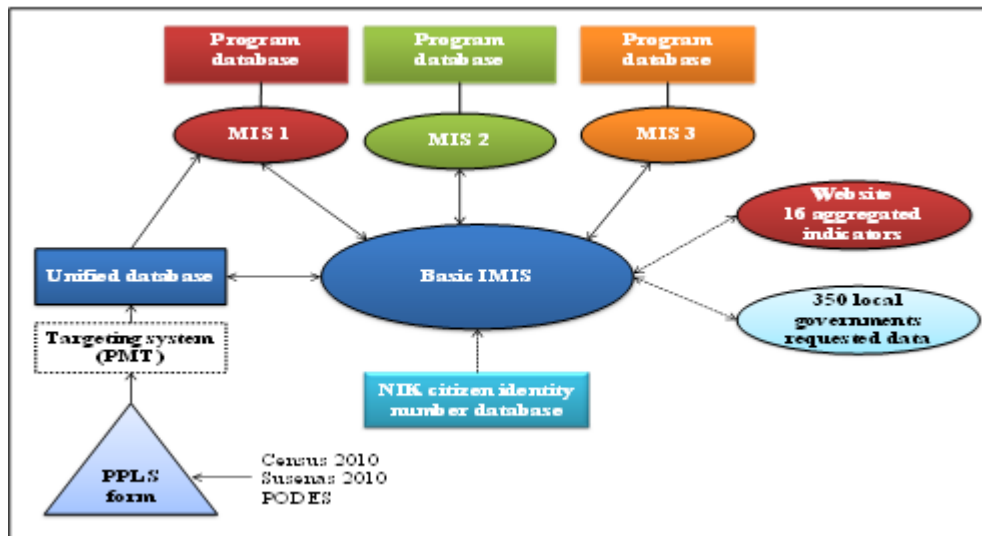 Program
database
Program
database
Program
database
MIS 1
MIS 2
MIS 3
Website
16 aggregated
indicators
Unified database
Basic IMIS
350 local
governments
requested data
Targeting system
(PMT)
NIK citizen identity
number database
PPLS
form
Census 2010
Susenas 2010
PODES